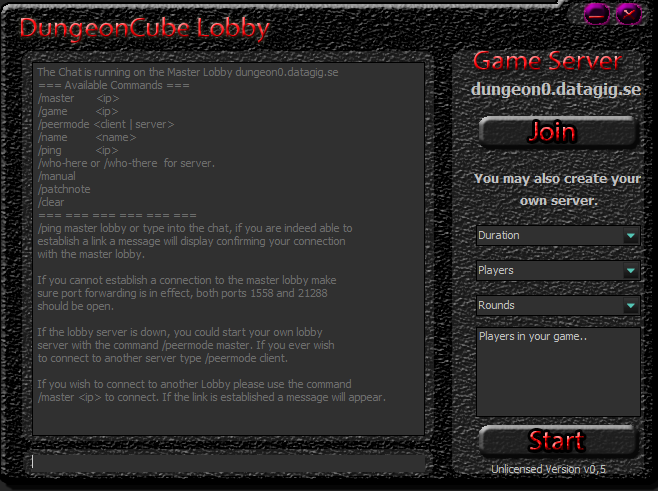 DungeonCube Lobby
The Chat is running on the Master Lobby dungeon0.datagig.se
=== Available Commands ===
/master <ip>
/game <ip>
/peermode <client | server>
/name <name>
/ping <ip>
/who-here or /who-there for server.
/manual
/patchnote
/clear
=== === === === === ===
/ping master lobby or type into the chat, if you are indeed able to
establish a link a message will display confirming your connection
with the master lobby.
If you cannot establish a connection to the master lobby make
sure port forwarding is in effect, both ports 1558 and 21288
should be open.
If the lobby server is down, you could start your own lobby
server with the command /peermode master. If you ever wish
to connect to another server type /peermode client.
If you wish to connect to another Lobby please use the command
/master <ip> to connect. If the link is established a message will appear.
Game Server
dungeon0.datagig.se
Join
You may also create your
own server.
Duration
Players
Rounds
Players in your game..
Start
Unlicensed Version v0,5